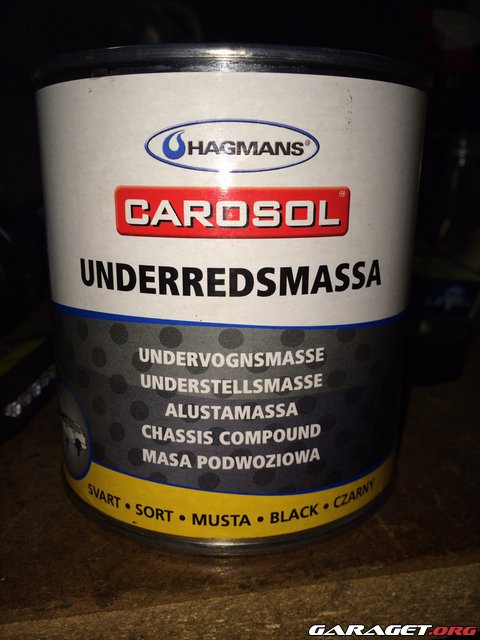 HAGMANS®
CAROSOL®
UNDERREDSMASSA
UNDERVOGNSMASSE
UNDERSTELLSMASSE
ALUSTAMASSA
CHASSIS COMPOUND
MASA PODWOZIOWA
SVART • SORT • MUSTA • BLACK • CZARNY
GARAGET.ORG